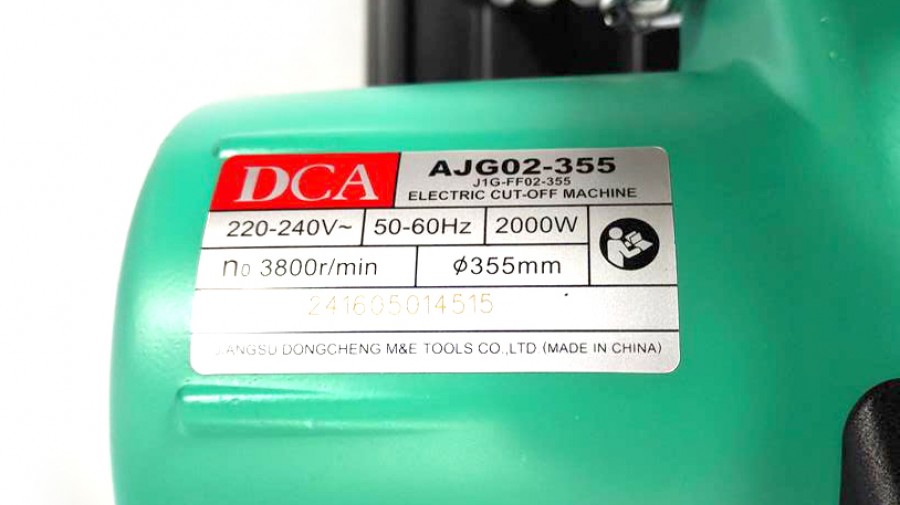 DCA
AJG02-355
J1G-FF02-355
ELECTRIC CUT-OFF MACHINE
220-240V~ 50-60Hz 2000W
n0 3800r/min ϕ355mm
241605014515
JIANGSU DONGCHENG M&E TOOLS CO.,LTD (MADE IN CHINA)